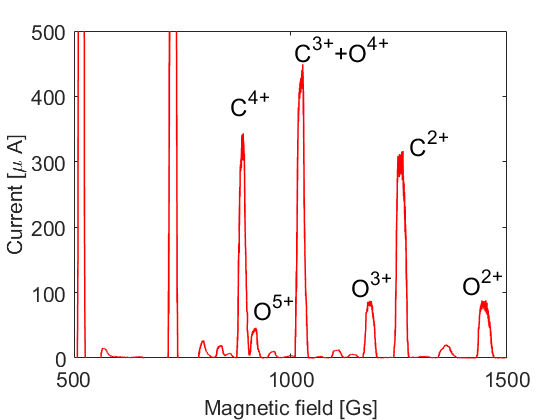 500
400
300
200
100
0
Current [μ A]
C3++O4+
C4+
C2+
O5+
O3+
O2+
500 1000 1500
Magnetic field [Gs]